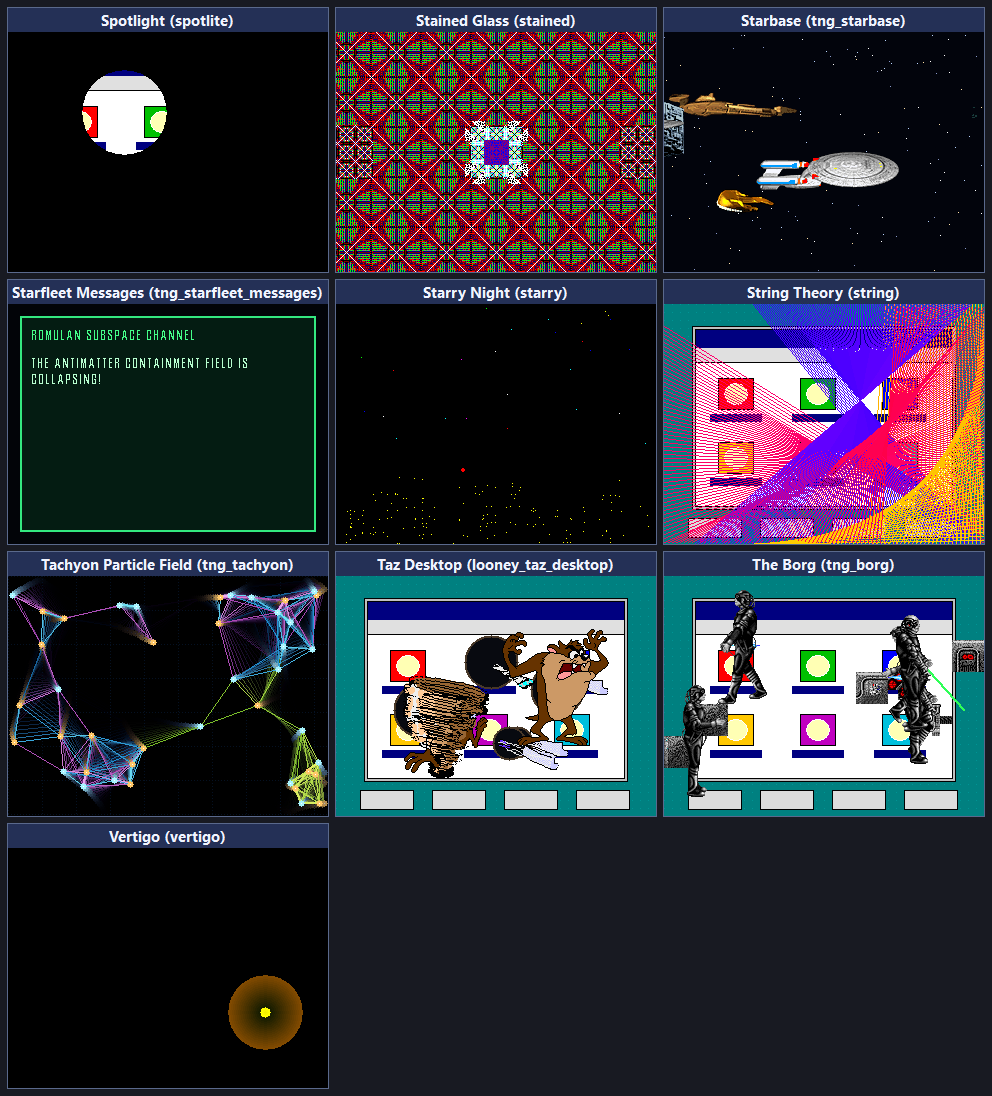 Spotlight (spotlite)
Stained Glass (stained)
Starbase (tng_starbase)
Starfleet Messages (tng_starfleet_messages)
ROMULAN SUBSPACE CHANNEL
THE ANTIMATTER CONTAINMENT FIELD IS
COLLAPSING!
Starry Night (starry)
String Theory (string)
Tachyon Particle Field (tng_tachyon)
Taz Desktop (looney_taz_desktop)
The Borg (tng_borg)
Vertigo (vertigo)